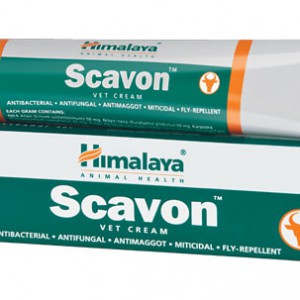 Himalaya
ANIMAL HEALTH
Scavon™
VET CREAM
ANTIBACTERIAL • ANTIFUNGAL • ANTIMAGGOT • MITICIDAL • FLY-REPELLENT
EACH GRAM CONTAINS:
Himalaya
ANIMAL HEALTH
Scavon™
VET CREAM
NTIBACTERIAL • ANTIFUNGAL • ANTIMAGGOT • MITICIDAL • FLY-REPELLENT